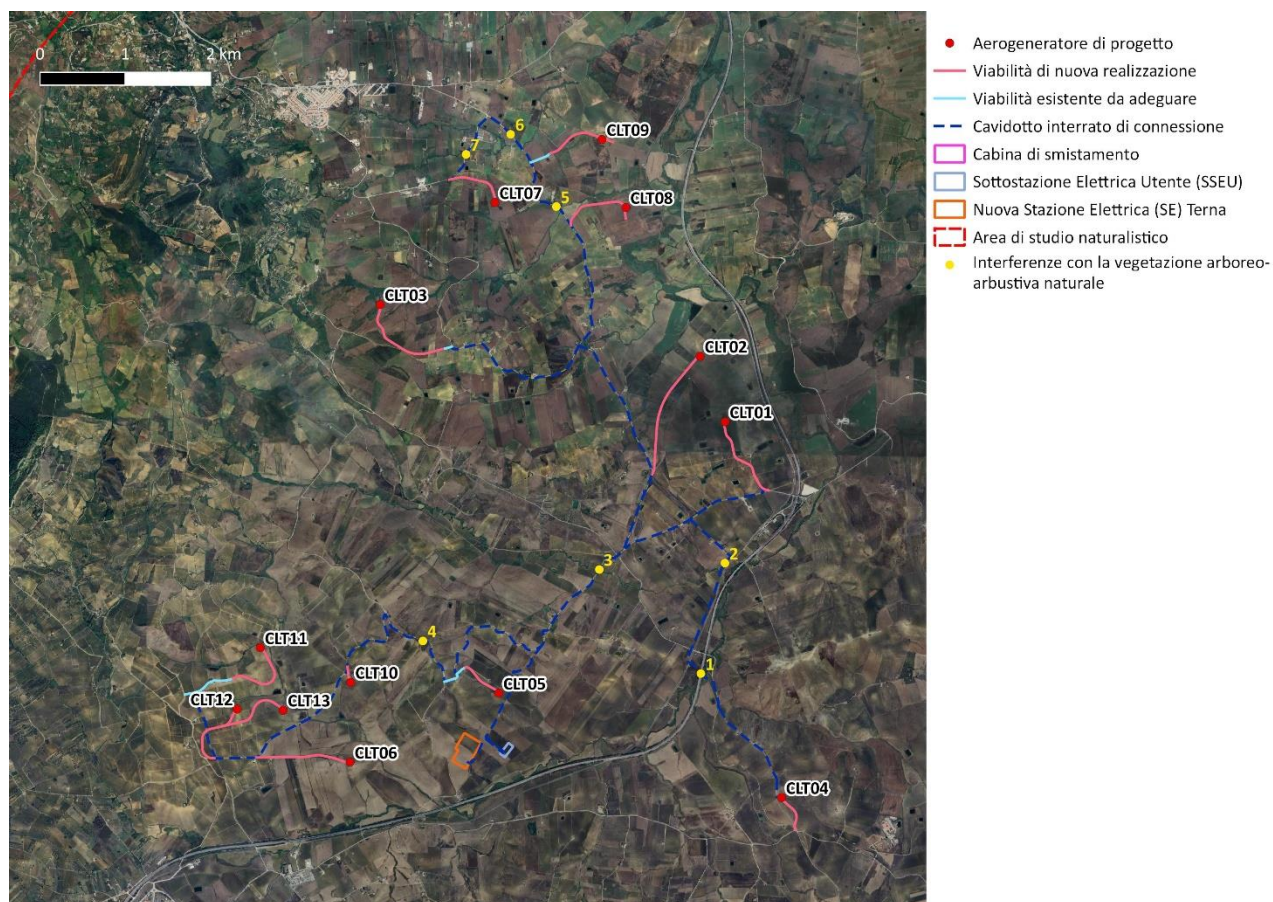 0 1 2 km
6
CLT09
7
CLT07
5
CLT08
CLT03
CLT02
CLT01
3
2
4
CLT11
1
CLT10
CLT05
CLT12
CLT13
CLT06
CLT04
Aerogeneratore di progetto
Viabilità di nuova realizzazione
Viabilità esistente da adeguare
Cavidotto interrato di connessione
Cabina di smistamento
Sottostazione Elettrica Utente (SSEU)
Nuova Stazione Elettrica (SE) Terna
Area di studio naturalistico
Interferenze con la vegetazione arboreo-
arbustiva naturale